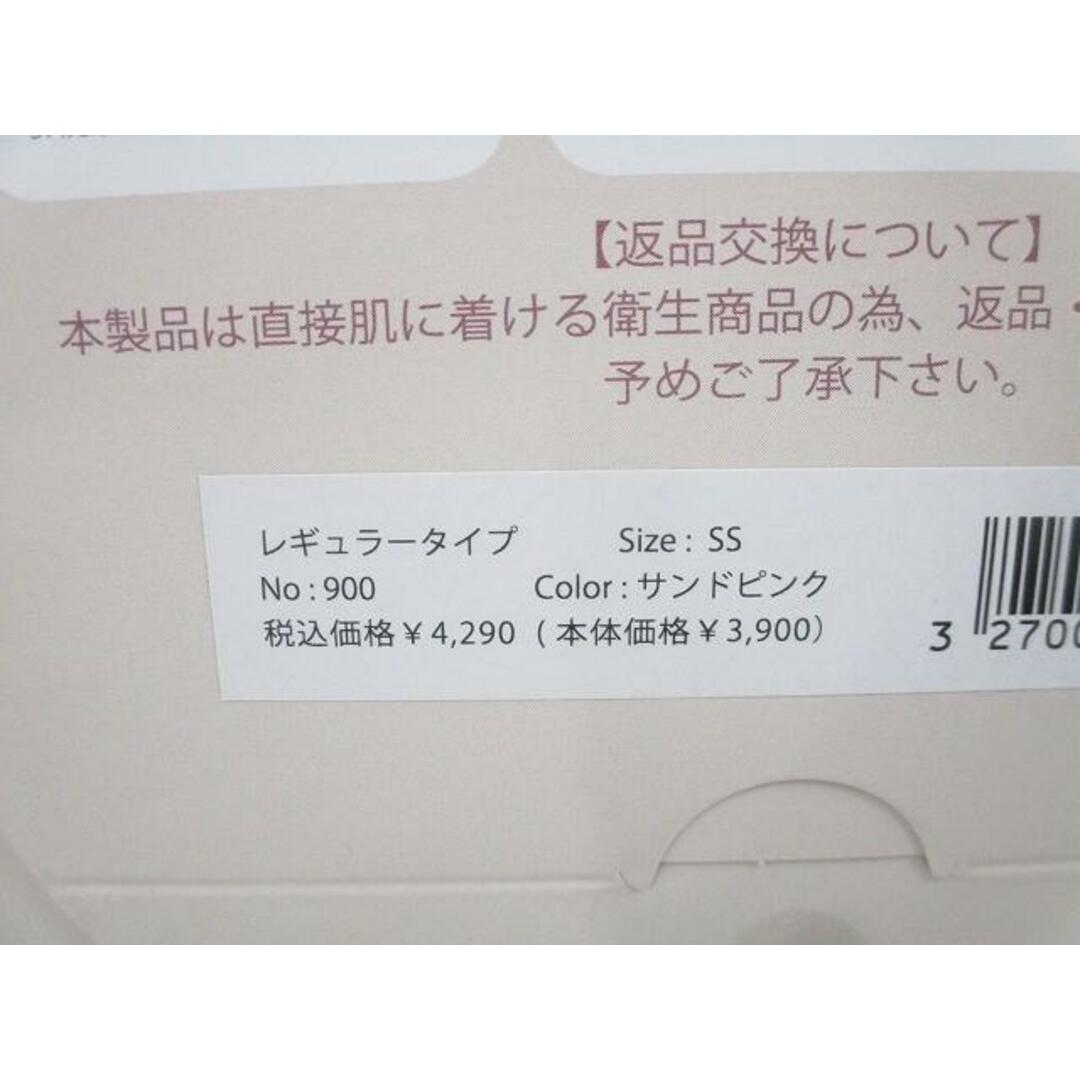 【返品交換について】
本製品は直接肌に着ける衛生商品の為、返品・
予めご了承下さい。
レギュラータイプ Size : SS
No : 900 Color : サンドピンク
税込価格￥4,290 (本体価格￥3,900)
3 2700